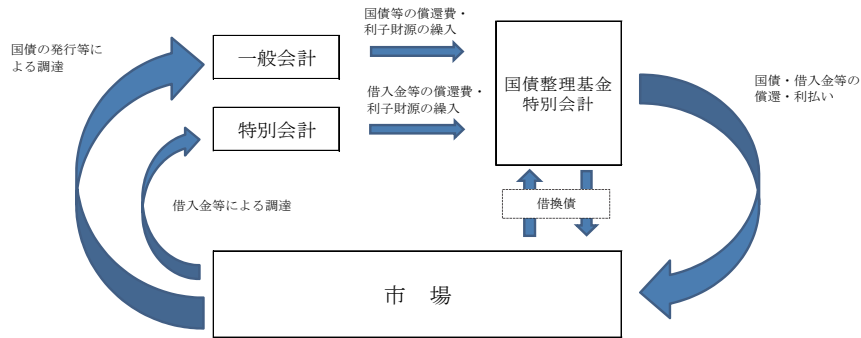 国債の発行等に
よる調達
一般会計
国債等の償還費・
利子財源の繰入
特別会計
借入金等の償還費・
利子財源の繰入
国債整理基金
特別会計
国債・借入金等の
償還・利払い
借入金等による調達
借換債
市　場